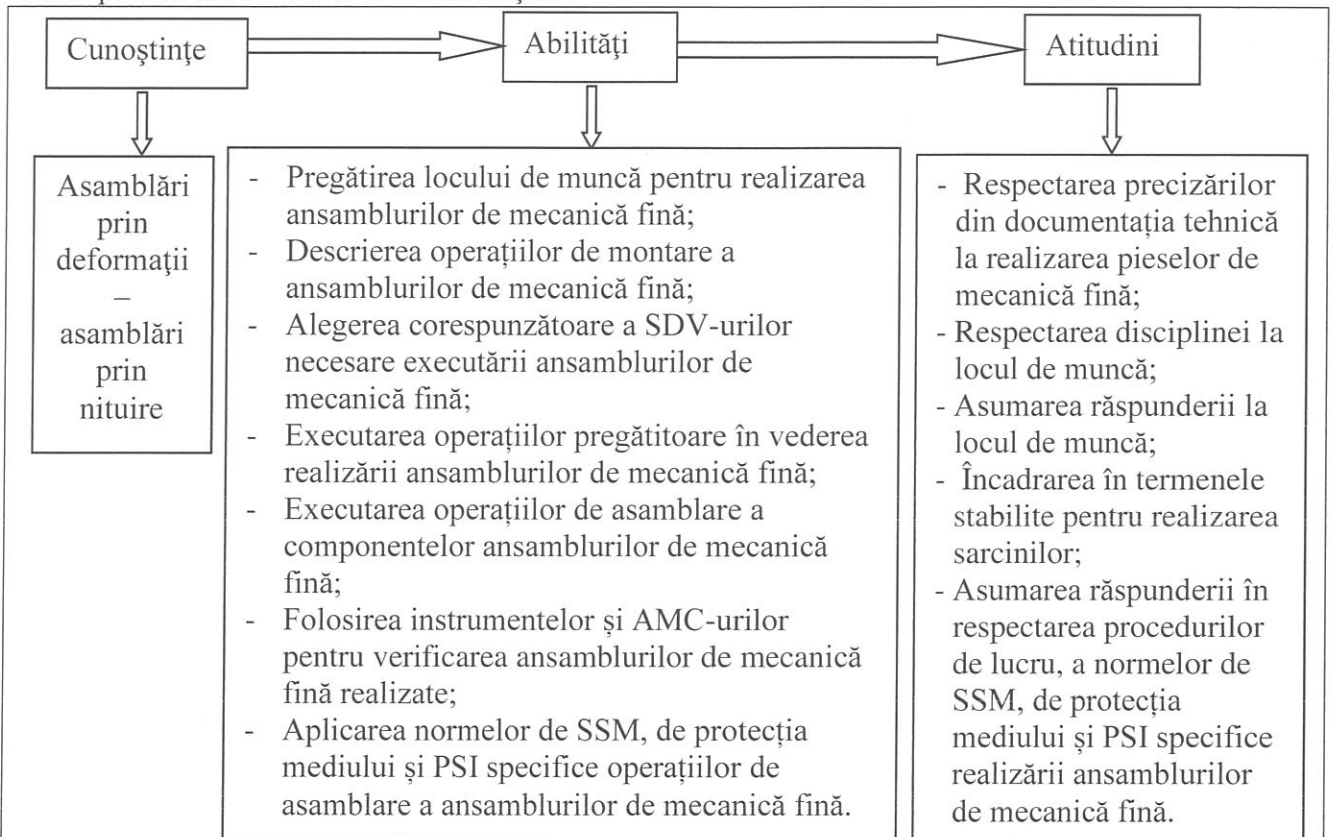 Cunoştinţe
Abilităţi
Atitudini
Asamblări
prin
deformaţii
–
asamblări
prin
nituire
- Pregătirea locului de muncă pentru realizarea
ansamblurilor de mecanică fină;
- Descrierea operațiilor de montare a
ansamblurilor de mecanică fină;
- Alegerea corespunzătoare a SDV-urilor
necesare executării ansamblurilor de
mecanică fină;
- Executarea operațiilor pregătitoare în vederea
realizării ansamblurilor de mecanică fină;
- Executarea operațiilor de asamblare a
componentelor ansamblurilor de mecanică
fină;
- Folosirea instrumentelor și AMC-urilor
pentru verificarea ansamblurilor de mecanică
fină realizate;
- Aplicarea normelor de SSM, de protecția
mediului și PSI specifice operațiilor de
asamblare a ansamblurilor de mecanică fină.
- Respectarea precizărilor
din documentația tehnică
la realizarea pieselor de
mecanică fină;
- Respectarea disciplinei la
locul de muncă;
- Asumarea răspunderii la
locul de muncă;
- Încadrarea în termenele
stabilite pentru realizarea
sarcinilor;
- Asumarea răspunderii în
respectarea procedurilor
de lucru, a normelor de
SSM, de protecția
mediului și PSI specifice
realizării ansamblurilor
de mecanică fină.